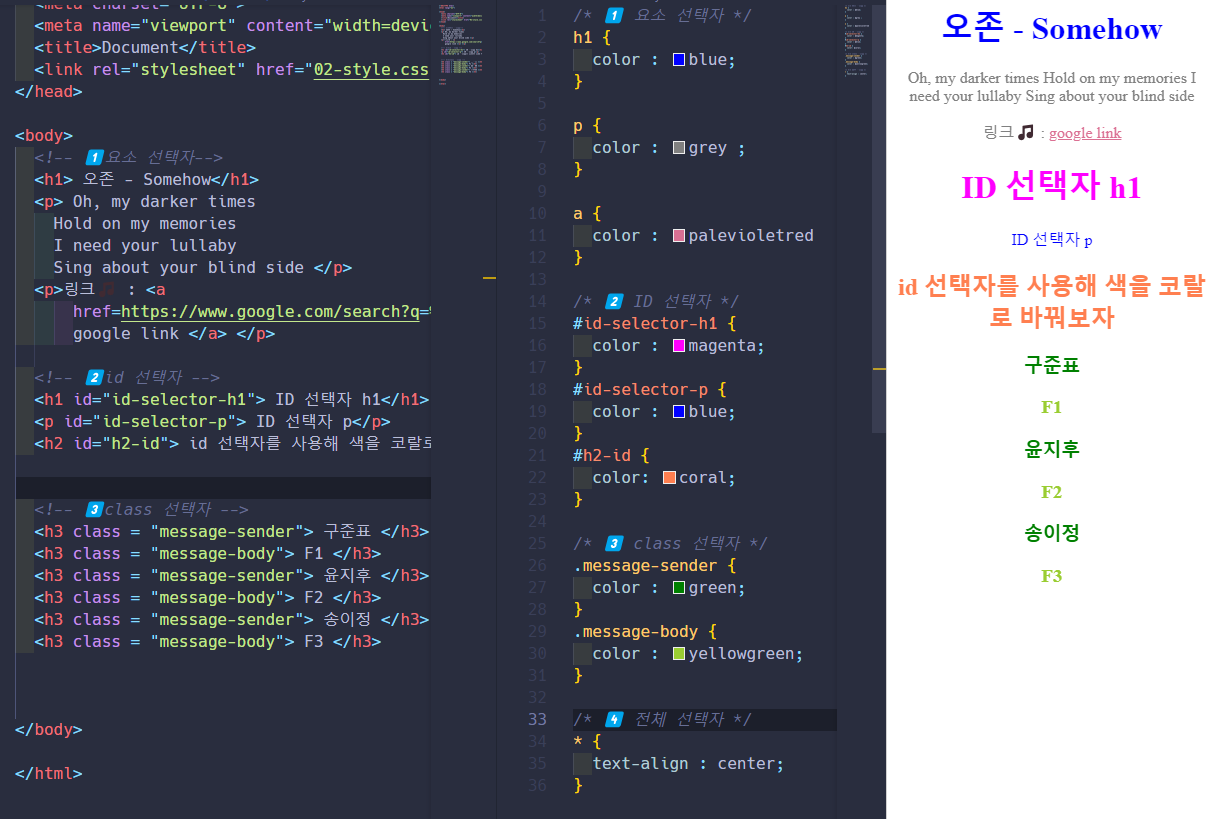 <meta name="viewport" content="width=devi
<title>Document</title>
<link rel="stylesheet" href="02-style.css
</head>
<body>
<!-- 1️⃣요소 선택자-->
<h1> 오존 - Somehow</h1>
<p> Oh, my darker times
Hold on my memories
I need your lullaby
Sing about your blind side </p>
<p>링크🎵 : <a
href=https://www.google.com/search?q=
google link </a> </p>
<!-- 2️⃣id 선택자 -->
<h1 id="id-selector-h1"> ID 선택자 h1</h1>
<p id="id-selector-p"> ID 선택자 p</p>
<h2 id="h2-id"> id 선택자를 사용해 색을 코랄로
<!-- 3️⃣class 선택자 -->
<h3 class = "message-sender"> 구준표 </h3>
<h3 class = "message-body"> F1 </h3>
<h3 class = "message-sender"> 윤지후 </h3>
<h3 class = "message-body"> F2 </h3>
<h3 class = "message-sender"> 송이정 </h3>
<h3 class = "message-body"> F3 </h3>
</body>
</html>
1 /* 1️⃣ 요소 선택자 */
2 h1 {
3 color : blue;
4 }
5
6 p {
7 color : grey ;
8 }
9
10 a {
11 color : palevioletred
12 }
13
14 /* 2️⃣ ID 선택자 */
15 #id-selector-h1 {
16 color : magenta;
17 }
18 #id-selector-p {
19 color : blue;
20 }
21 #h2-id {
22 color: coral;
23 }
24
25 /* 3️⃣ class 선택자 */
26 .message-sender {
27 color : green;
28 }
29 .message-body {
30 color : yellowgreen;
31 }
32
33 /* 4️⃣ 전체 선택자 */
34 * {
35 text-align : center;
36 }
오존 - Somehow
Oh, my darker times Hold on my memories I
need your lullaby Sing about your blind side
링크🎵 : google link
ID 선택자 h1
ID 선택자 p
id 선택자를 사용해 색을 코랄
로 바꿔보자
구준표
F1
윤지후
F2
송이정
F3